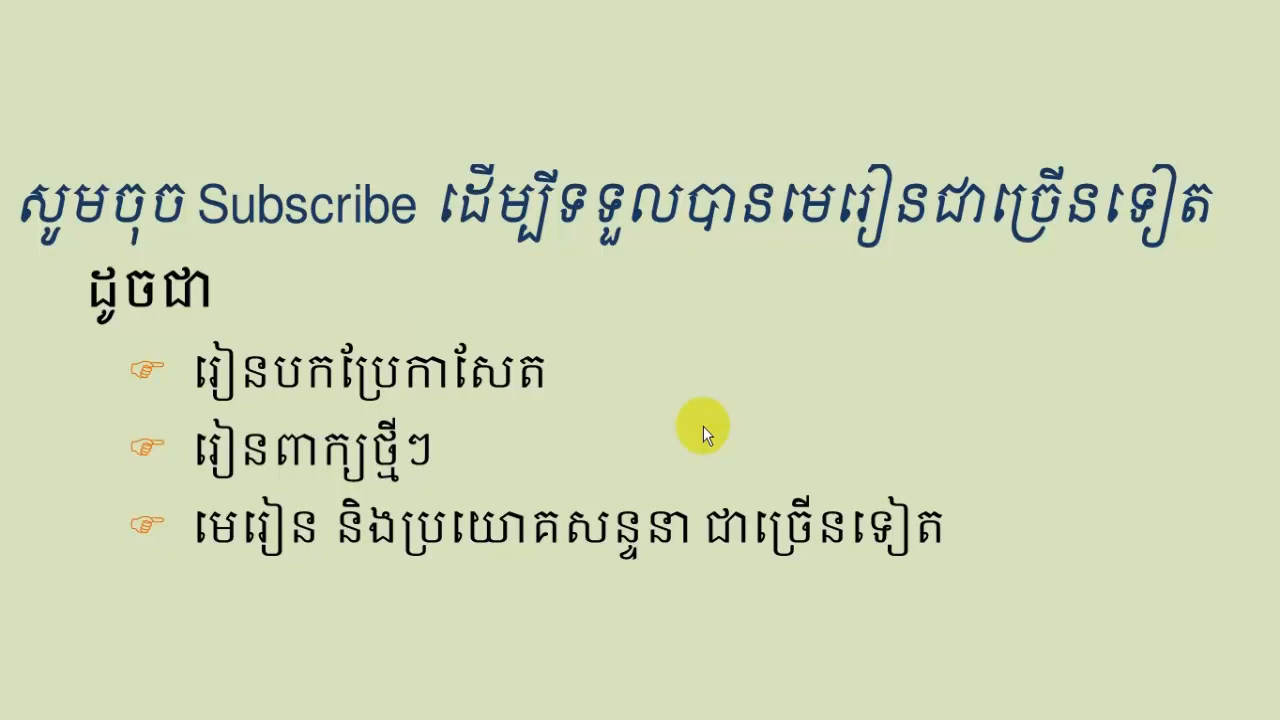 សូមចុច Subscribe ដើម្បីទទួលបានមេរៀនជាច្រើនទៀត
ដូចជា
រៀនបកប្រែកាសែត
រៀនពាក្យថ្មីៗ
មេរៀន និងប្រយោគសន្ទនា ជាច្រើនទៀត